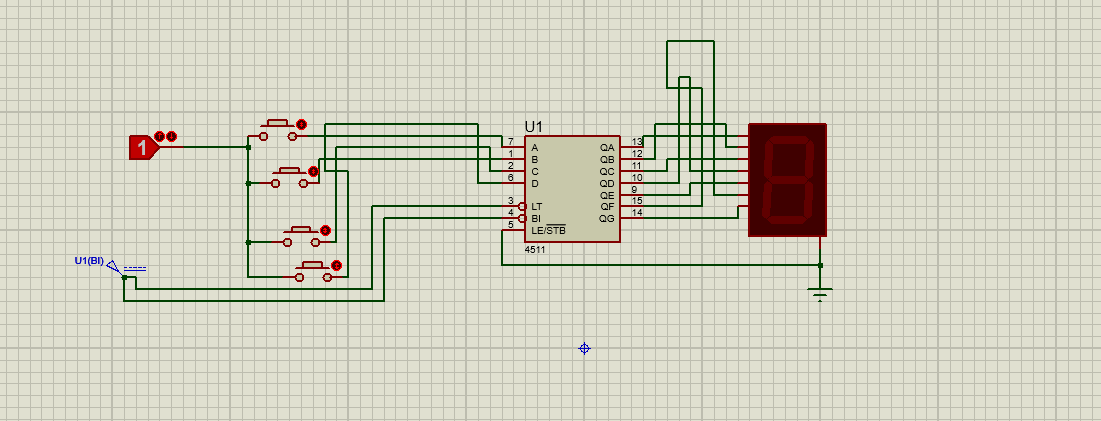 1
U1
7 A QA 13
1 B QB 12
2 C QC 11
6 D QD 10
QE 9
3 LT QF 15
4 BI QG 14
5 LE/STB
4511
U1(BI)